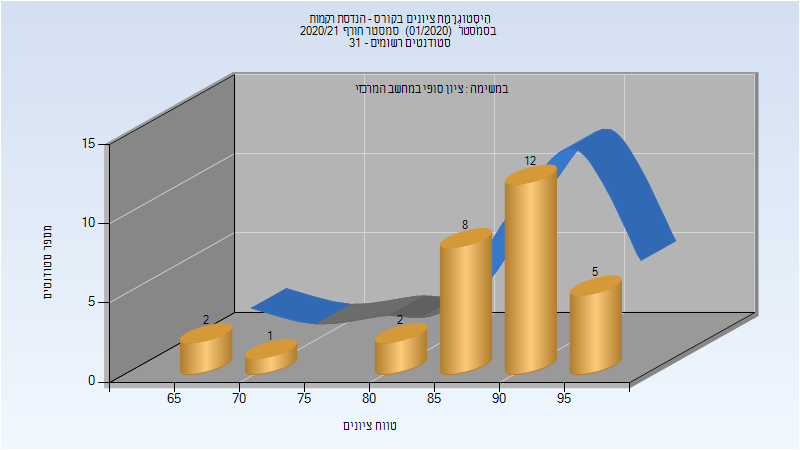 היסטוגרמת ציונים בקורס - הנדסת רקמות
בסמסטר (01/2020) סמסטר חורף 2020/21
סטודנטים רשומים - 31
במשימה : ציון סופי במחשב המרכזי
מספר סטודנטים
15
10
5
0
2
1
2
8
12
5
65 70 75 80 85 90 95
טווח ציונים